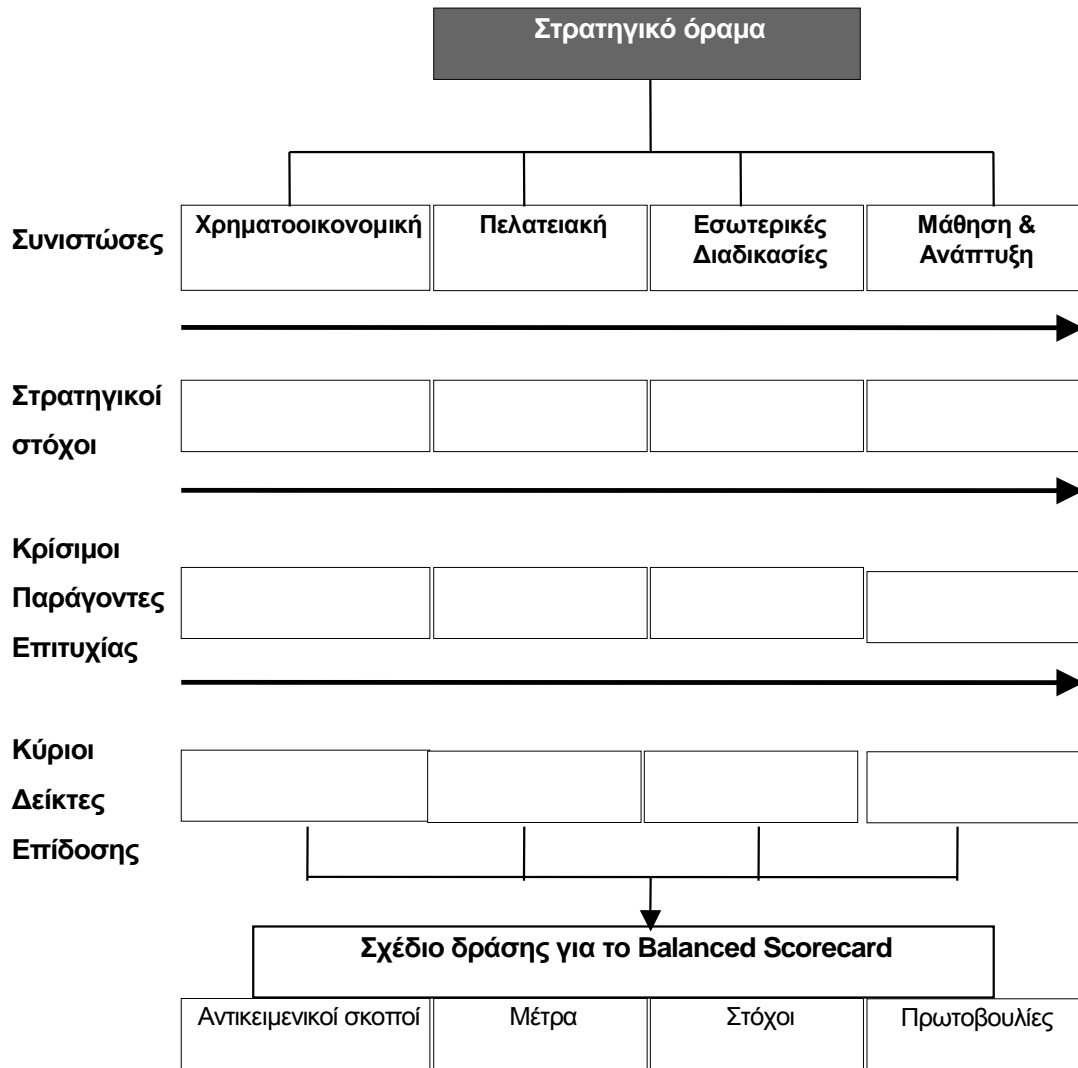 Στρατηγικό όραμα
Συνιστώσες
Χρηματοοικονομική
Πελατειακή
Εσωτερικές
Διαδικασίες
Μάθηση &
Ανάπτυξη
Στρατηγικοί
στόχοι
Κρίσιμοι
Παράγοντες
Επιτυχίας
Κύριοι
Δείκτες
Επίδοσης
Σχέδιο δράσης για το Balanced Scorecard
Αντικειμενικοί σκοποί
Μέτρα
Στόχοι
Πρωτοβουλίες